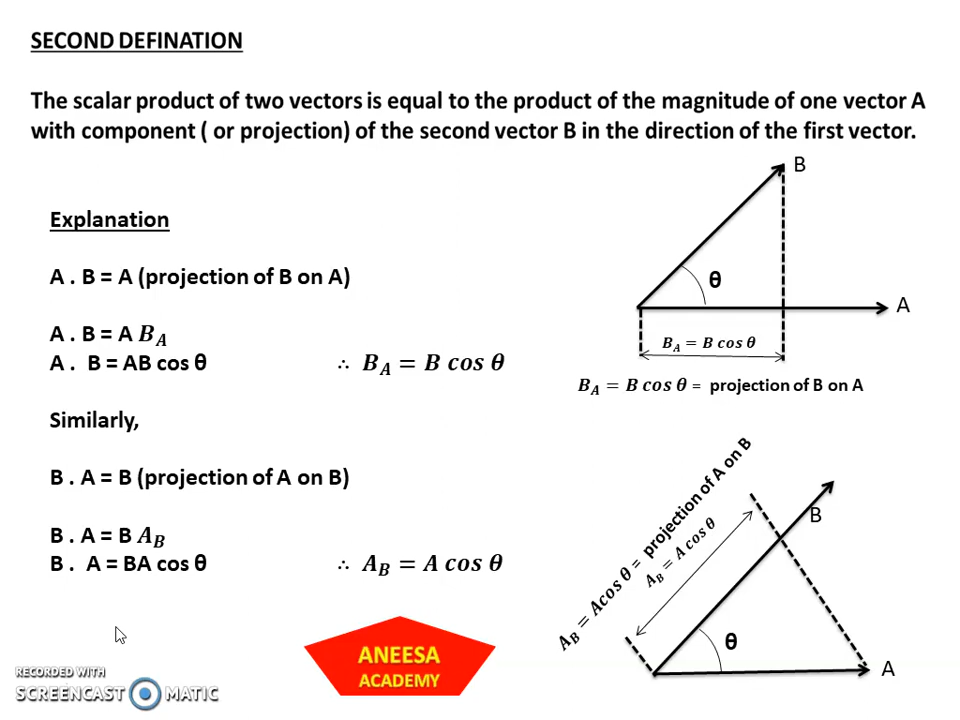 SECOND DEFINATION
The scalar product of two vectors is equal to the product of the magnitude of one vector A
with component ( or projection) of the second vector B in the direction of the first vector.
Explanation
A . B = A (projection of B on A)
A . B = A B_A
A . B = AB cos θ ∴ B_A = B cos θ
Similarly,
B . A = B (projection of A on B)
B . A = B A_B
B . A = BA cos θ ∴ A_B = A cos θ
B
θ
A
B_A = B cos θ
B_A = B cos θ = projection of B on A
A_B = Acos θ = projection of A on B
A_B = A cos θ
B
θ
A
ANEESA
ACADEMY
RECORDED WITH
SCREENCAST MATIC